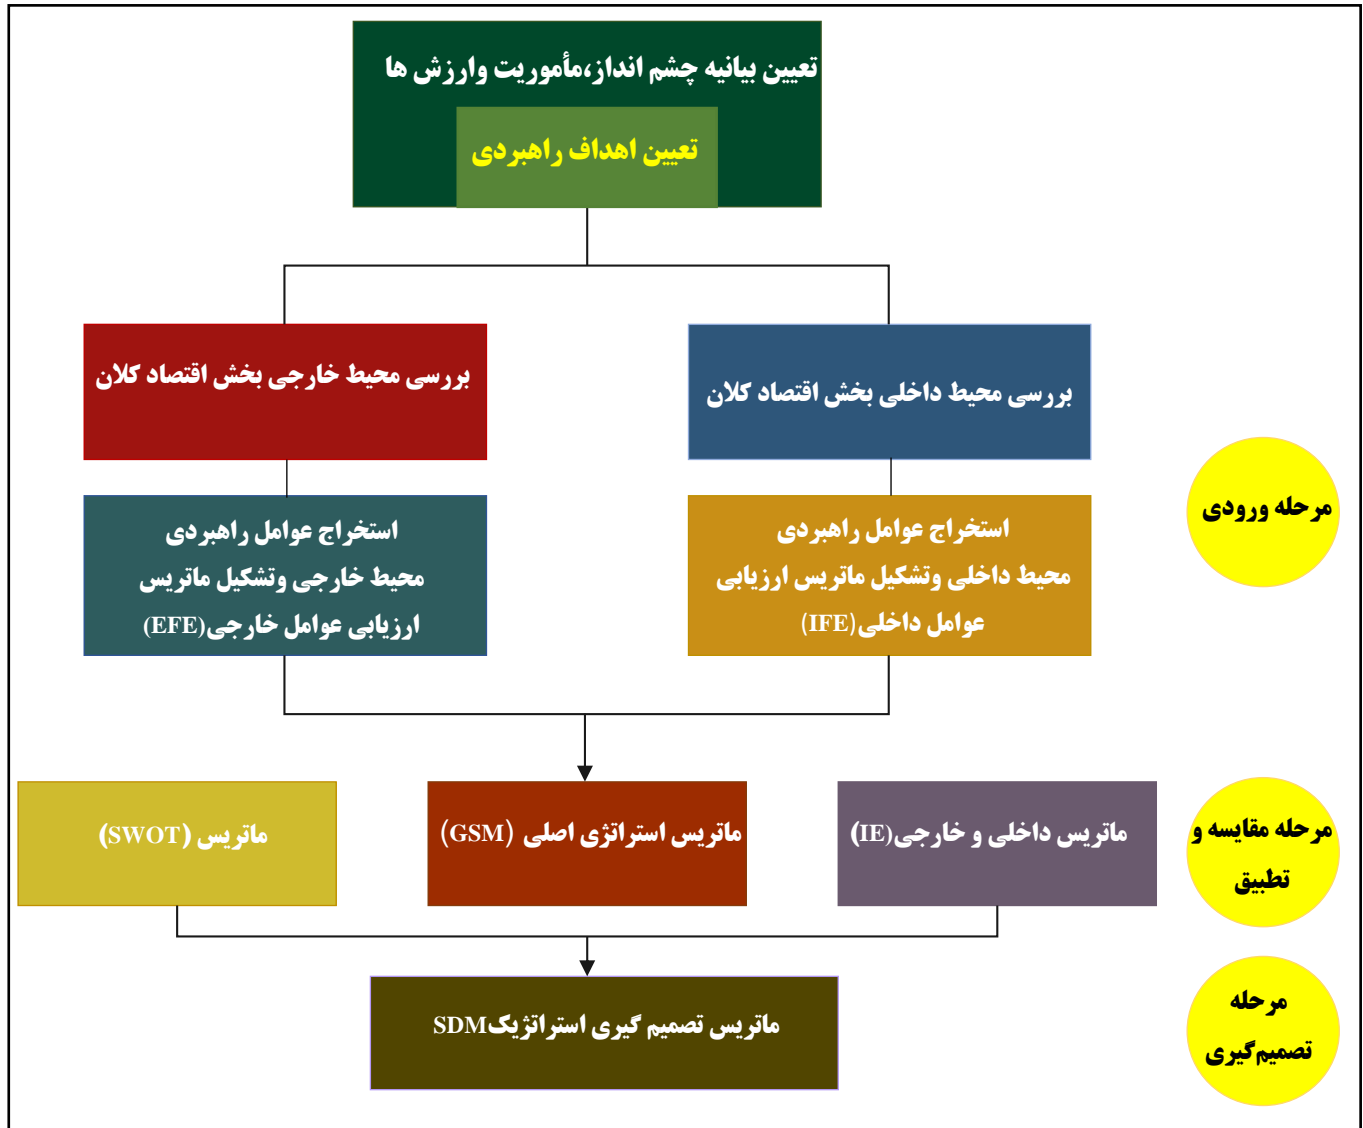 تعیین بیانیه چشم انداز،مأموریت وارزش ها
تعیین اهداف راهبردی
بررسی محیط داخلی بخش اقتصاد کلان
بررسی محیط خارجی بخش اقتصاد کلان
مرحله ورودی
استخراج عوامل راهبردی
محیط داخلی وتشکیل ماتریس ارزیابی
عوامل داخلی(IFE)
استخراج عوامل راهبردی
محیط خارجی وتشکیل ماتریس
ارزیابی عوامل خارجی(EFE)
مرحله مقایسه و
تطبیق
ماتریس داخلی و خارجی(IE)
ماتریس استراتژی اصلی (GSM)
ماتریس (SWOT)
مرحله
تصمیم‌گیری
ماتریس تصمیم گیری استراتژیکSDM